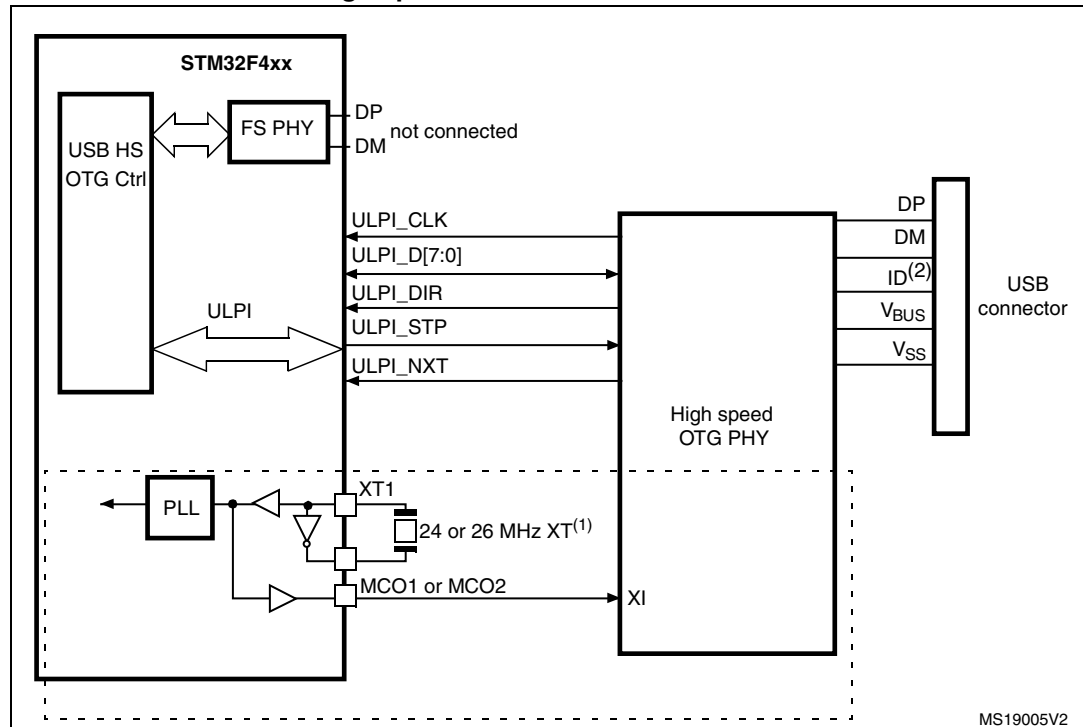 STM32F4xx
USB HS
OTG Ctrl
FS PHY
DP
DM
not connected
ULPI
ULPI_CLK
ULPI_D[7:0]
ULPI_DIR
ULPI_STP
ULPI_NXT
High speed
OTG PHY
DP
DM
ID(2)
VBUS
VSS
USB
connector
PLL
XT1
24 or 26 MHz XT(1)
MCO1 or MCO2
XI
MS19005V2